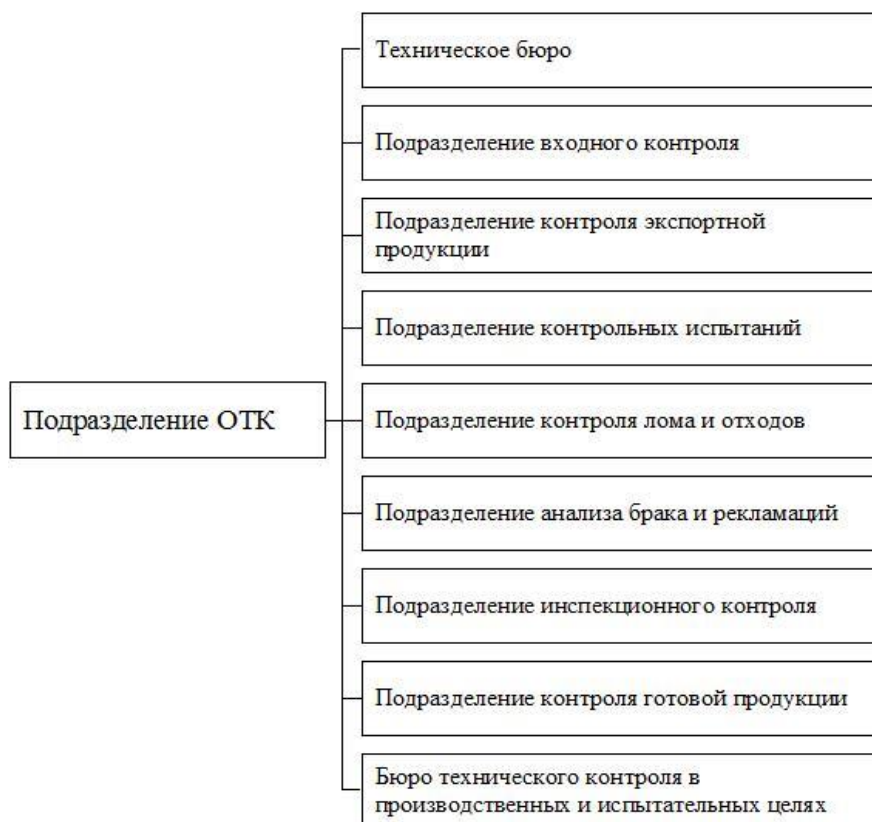 Техническое бюро
Подразделение входного контроля
Подразделение контроля экспортной
продукции
Подразделение контрольных испытаний
Подразделение ОТК
Подразделение контроля лома и отходов
Подразделение анализа брака и рекламаций
Подразделение инспекционного контроля
Подразделение контроля готовой продукции
Бюро технического контроля в
производственных и испытательных целях